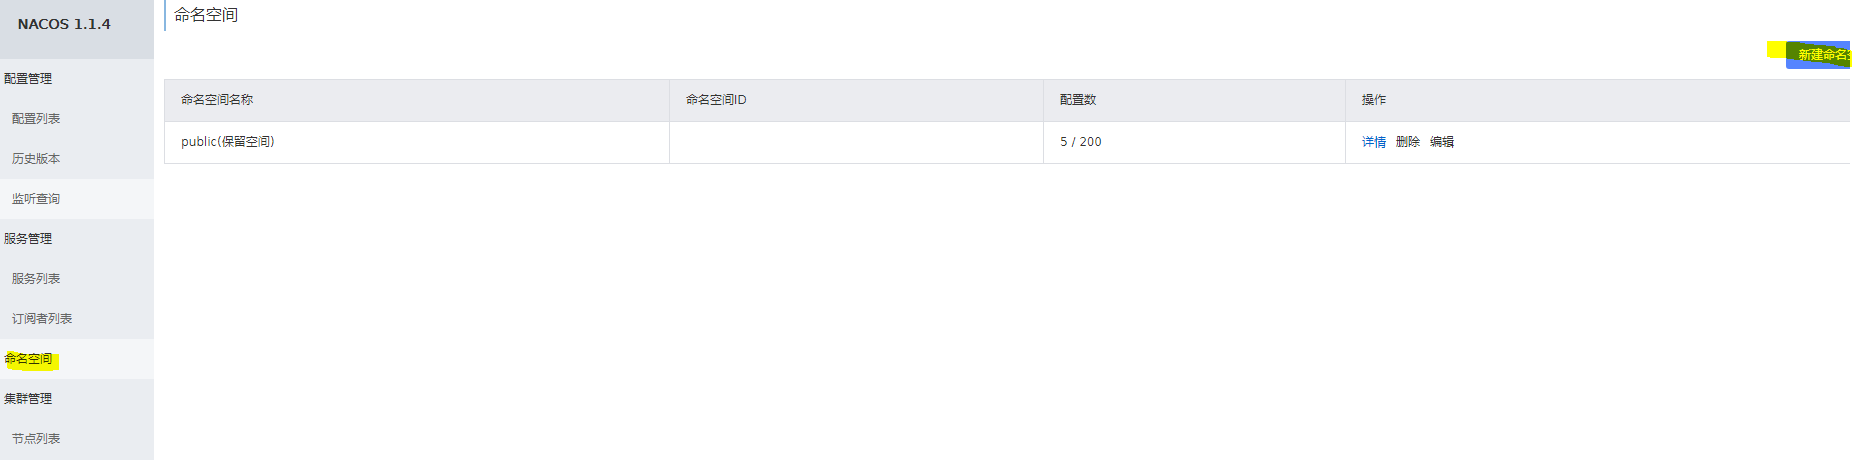 NACOS 1.1.4
配置管理
配置列表
历史版本
监听查询
服务管理
服务列表
订阅者列表
命名空间
集群管理
节点列表
命名空间
新建命名
命名空间名称 命名空间ID 配置数 操作
public(保留空间) 5 / 200 详情 删除 编辑